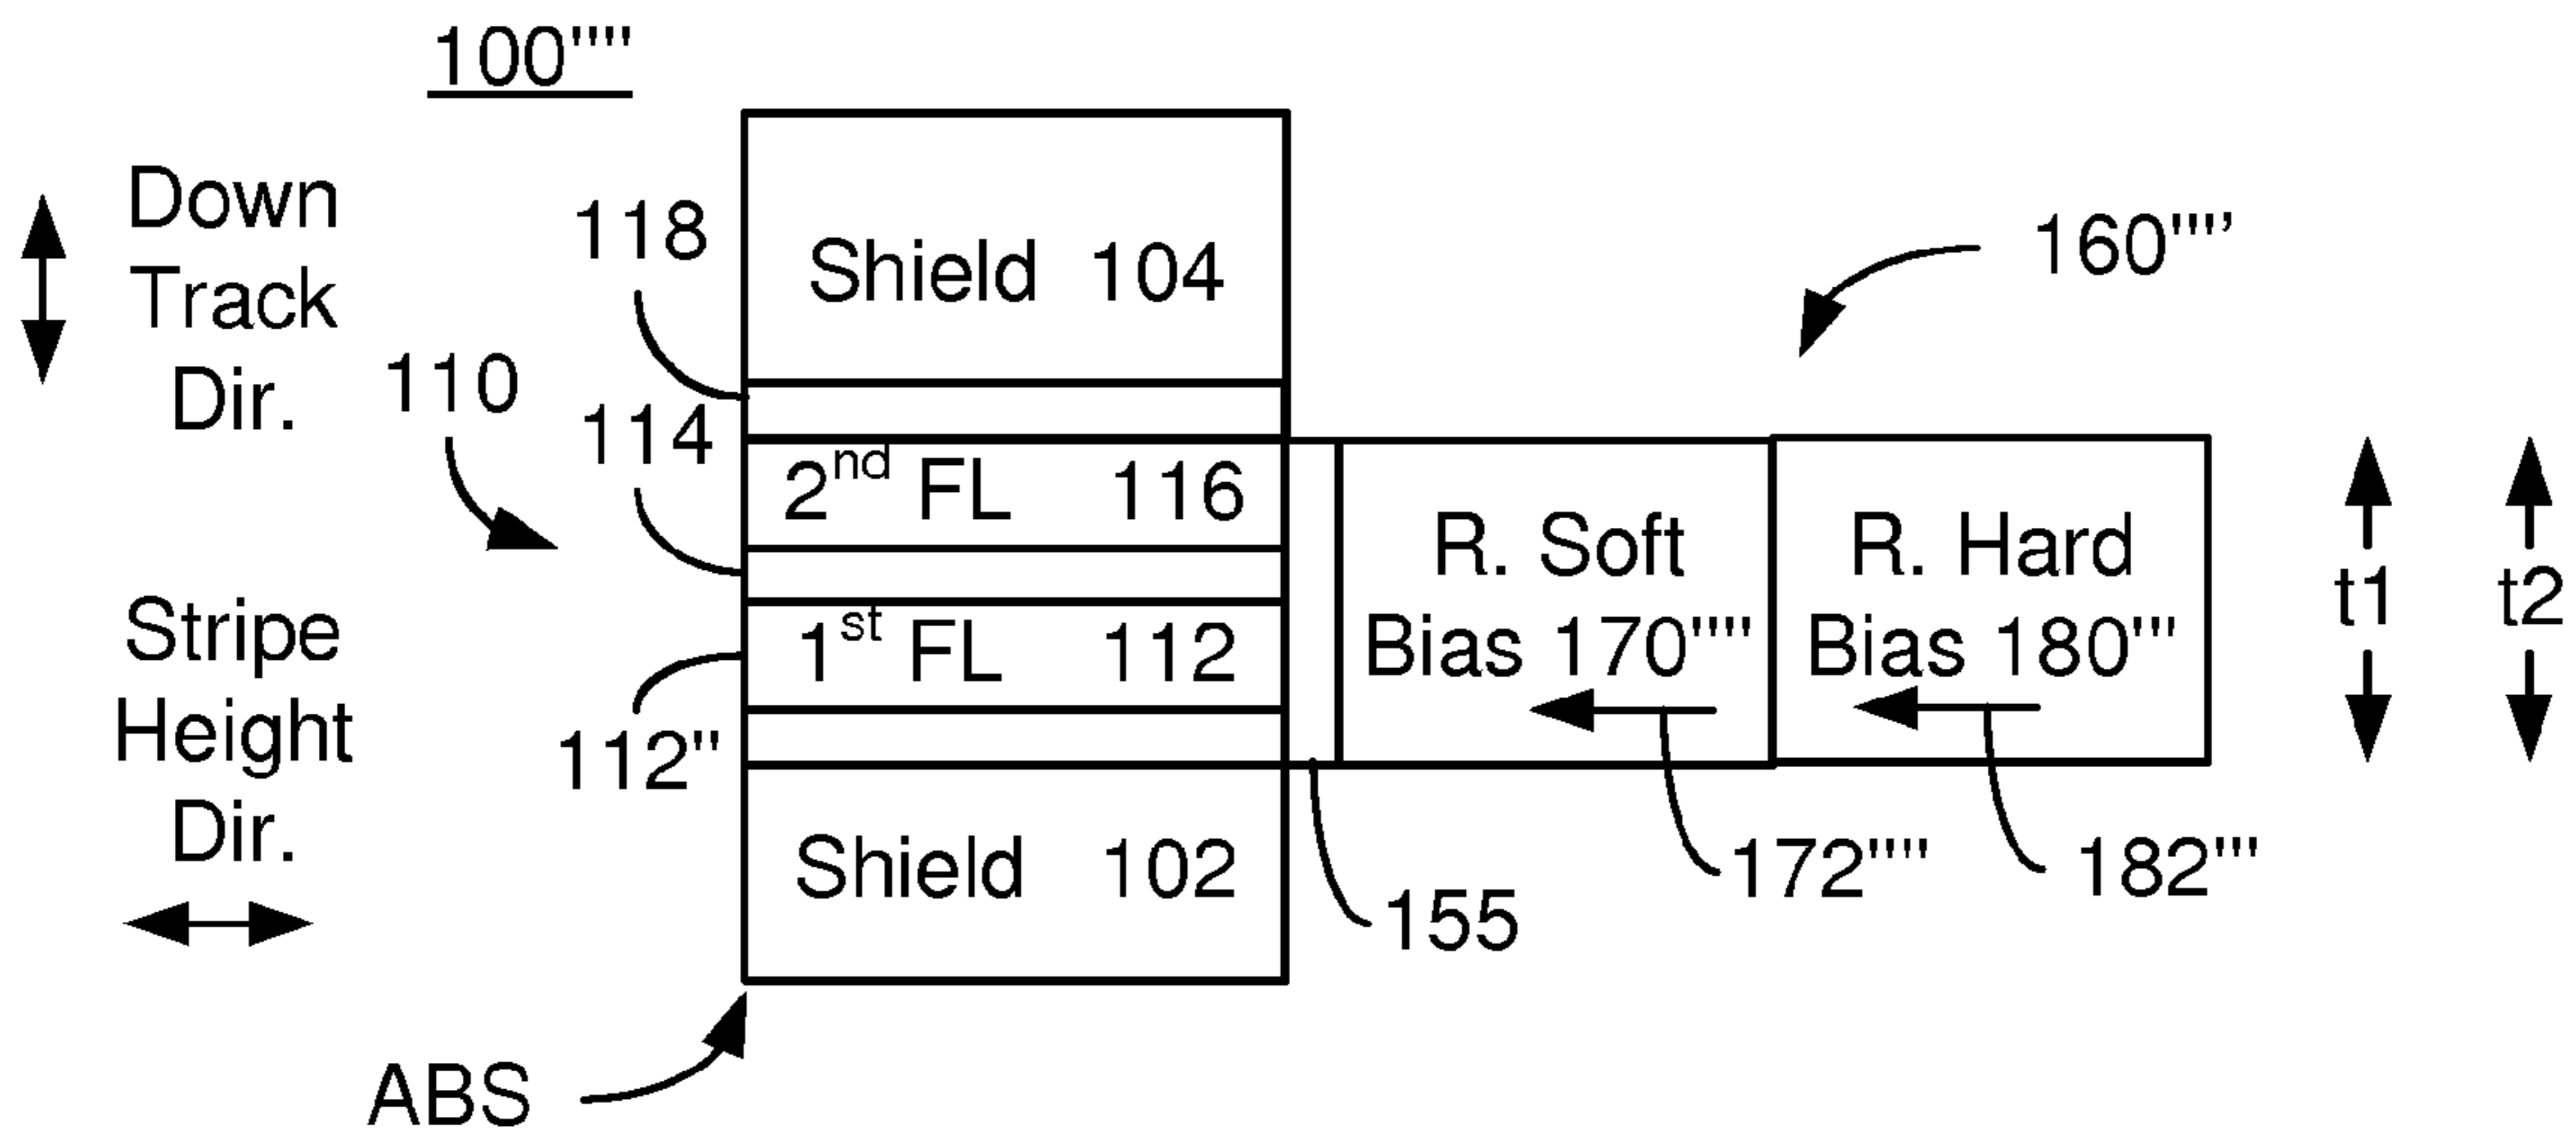 100""
Down
Track
Dir.
118
Shield 104
160""'
110
114
2nd FL 116
R. Soft
Bias 170""
R. Hard
Bias 180"'
t1
t2
Stripe
Height
Dir.
1st FL 112
112"
Shield 102
172""
182"'
155
ABS